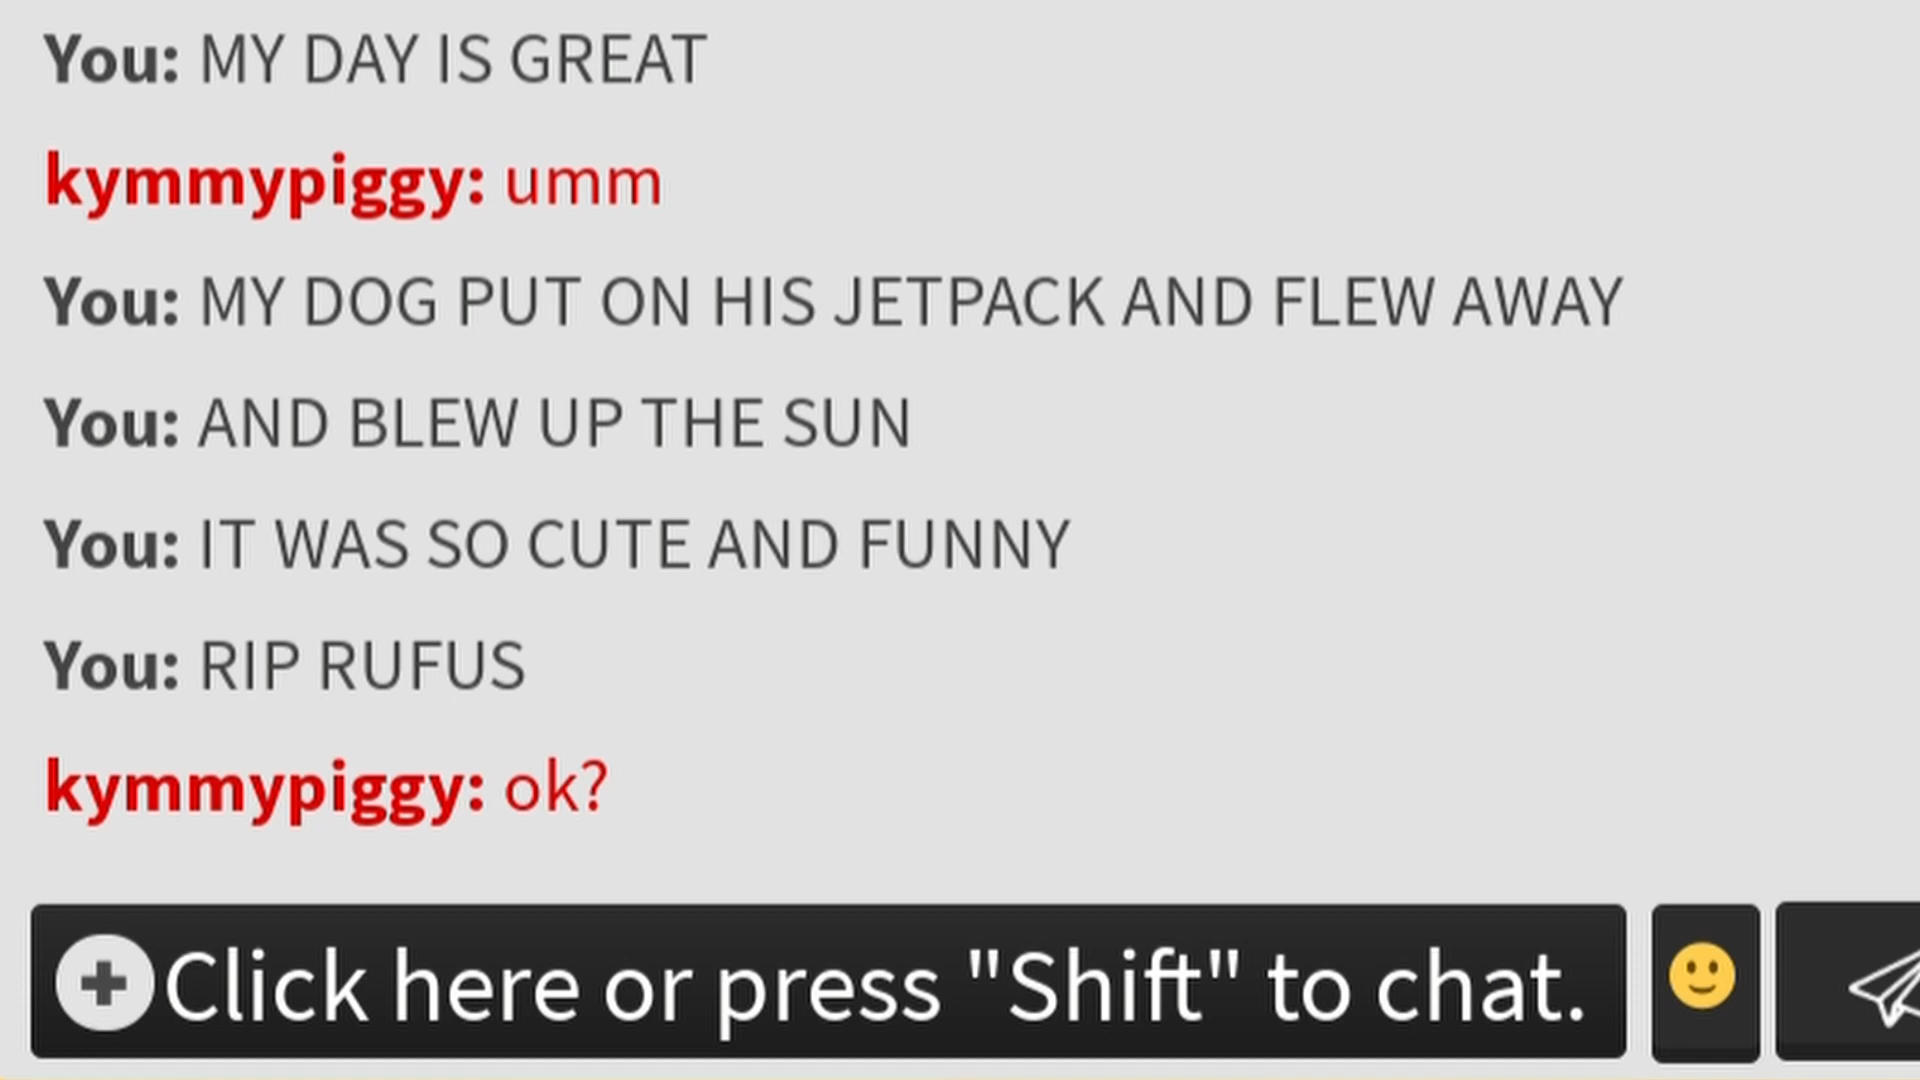 You: MY DAY IS GREAT
kymmypiggy: umm
You: MY DOG PUT ON HIS JETPACK AND FLEW AWAY
You: AND BLEW UP THE SUN
You: IT WAS SO CUTE AND FUNNY
You: RIP RUFUS
kymmypiggy: ok?
Click here or press "Shift" to chat.